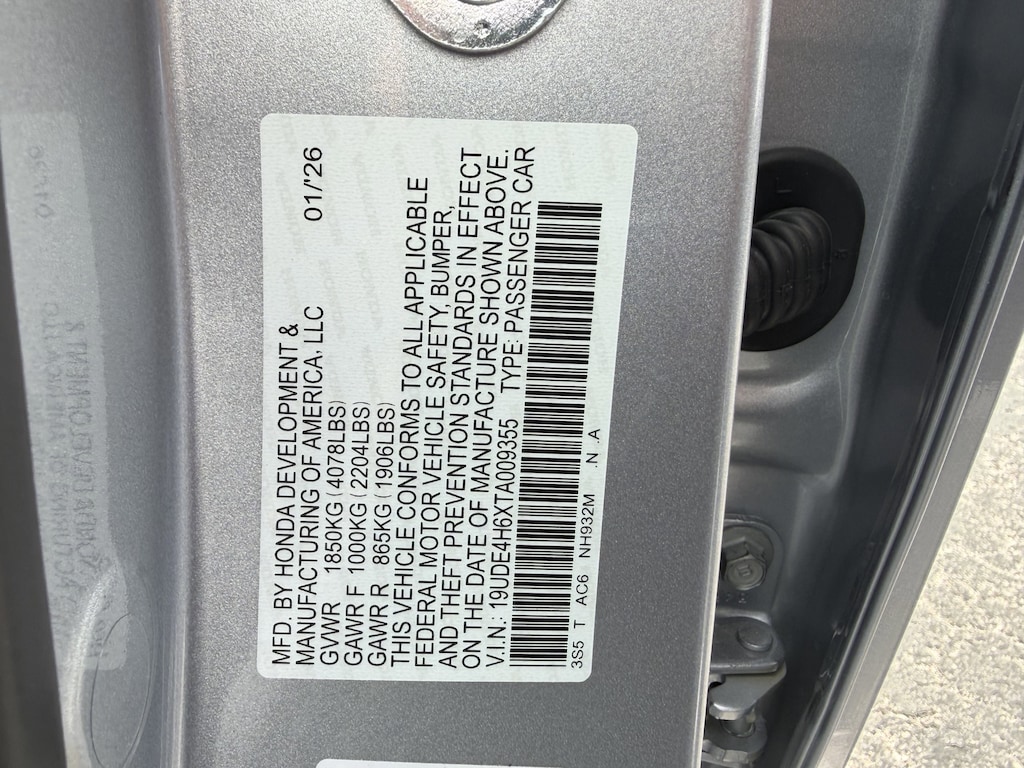 MFD. BY HONDA DEVELOPMENT &
MANUFACTURING OF AMERICA, LLC 01/'26
GVWR 1850KG (4078LBS)
GAWR F 1000KG (2204LBS)
GAWR R 865KG (1906LBS)
THIS VEHICLE CONFORMS TO ALL APPLICABLE
FEDERAL MOTOR VEHICLE SAFETY, BUMPER,
AND THEFT PREVENTION STANDARDS IN EFFECT
ON THE DATE OF MANUFACTURE SHOWN ABOVE.
V.I.N.: 19UDE4H6XTA009355 TYPE: PASSENGER CAR
3S5 T AC6 NH932M .N .A